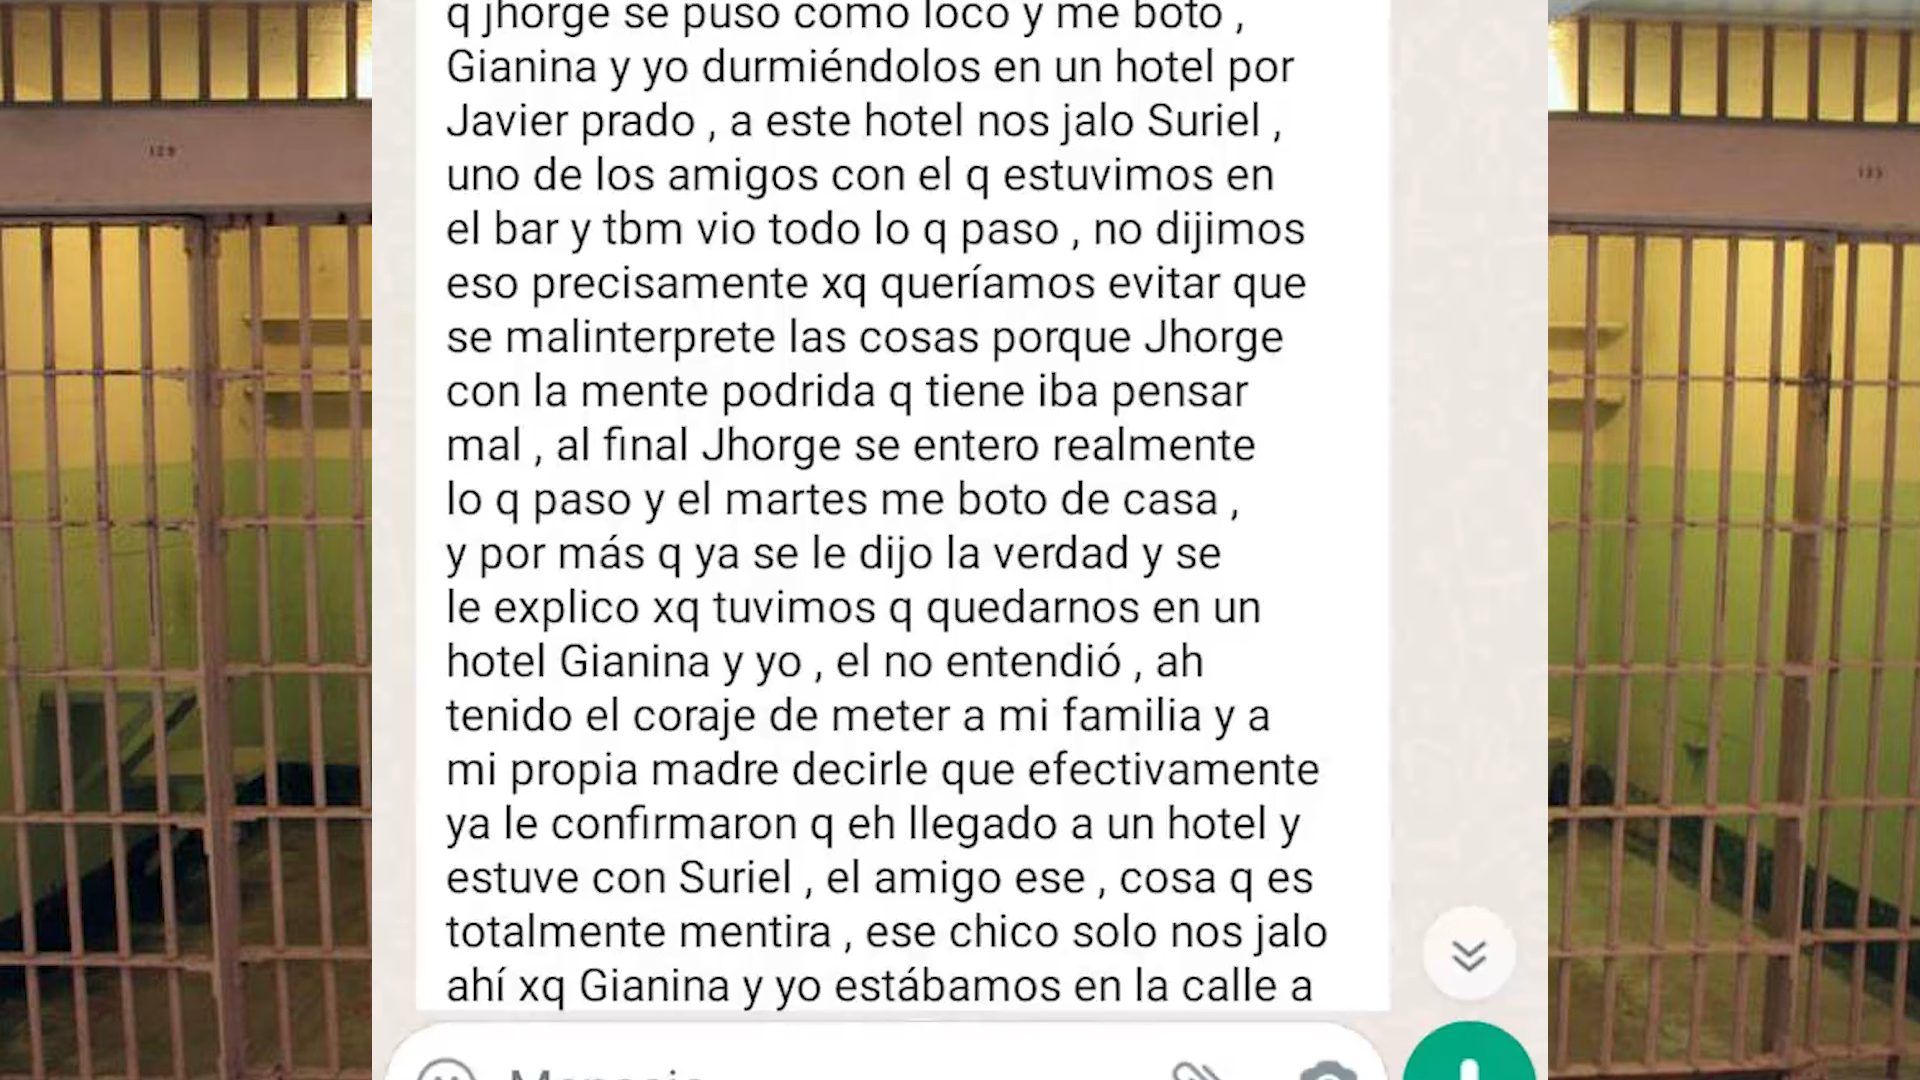 q jhorge se puso como loco y me boto ,
Gianina y yo durmiéndolos en un hotel por
Javier prado , a este hotel nos jalo Suriel ,
uno de los amigos con el q estuvimos en
el bar y tbm vio todo lo q paso , no dijimos
eso precisamente xq queríamos evitar que
se malinterprete las cosas porque Jhorge
con la mente podrida q tiene iba pensar
mal , al final Jhorge se entero realmente
lo q paso y el martes me boto de casa ,
y por más q ya se le dijo la verdad y se
le explico xq tuvimos q quedarnos en un
hotel Gianina y yo , el no entendió , ah
tenido el coraje de meter a mi familia y a
mi propia madre decirle que efectivamente
ya le confirmaron q eh llegado a un hotel y
estuve con Suriel , el amigo ese , cosa q es
totalmente mentira , ese chico solo nos jalo
ahí xq Gianina y yo estábamos en la calle a
129
133